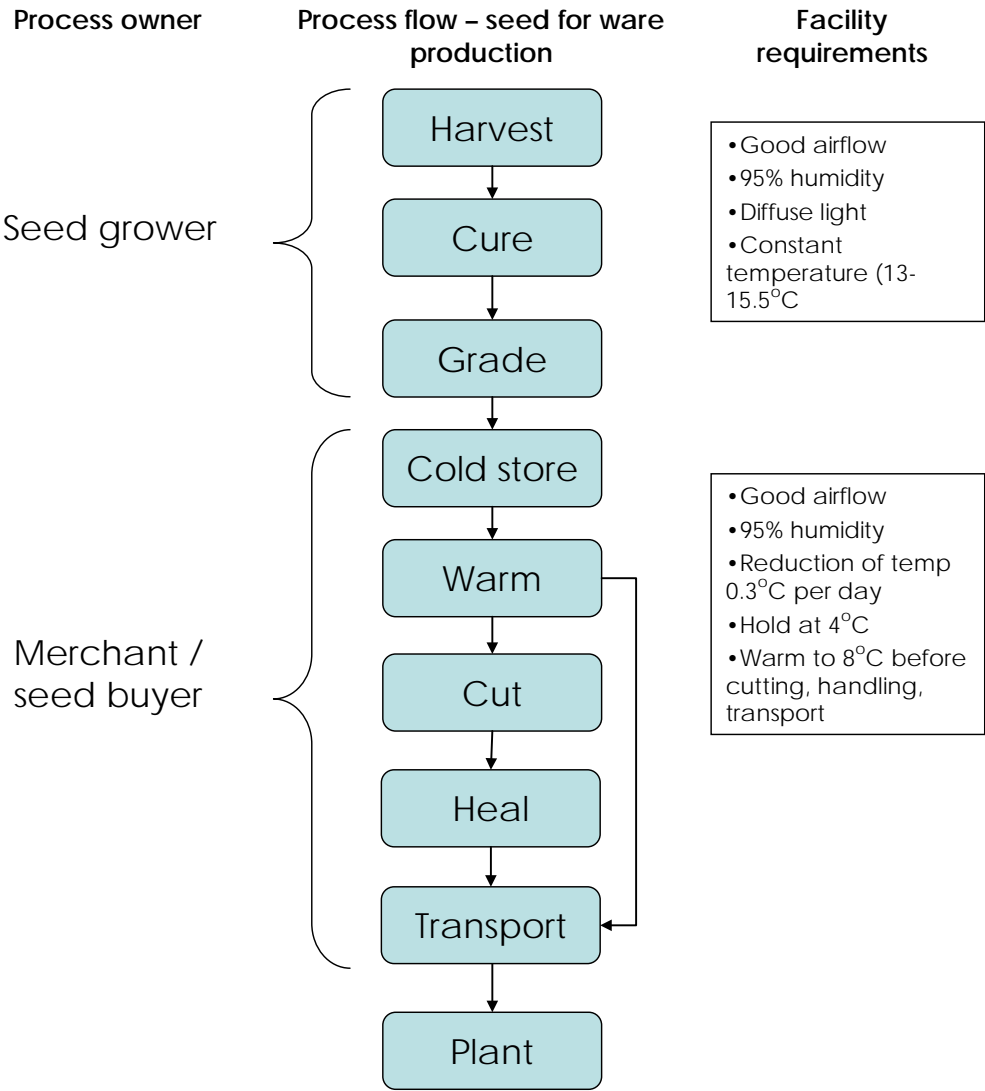 Process owner
Process flow – seed for ware
production
Facility
requirements
Seed grower
Harvest
Cure
Grade
•Good airflow
•95% humidity
•Diffuse light
•Constant
temperature (13-
15.5°C
Merchant /
seed buyer
Cold store
Warm
Cut
Heal
Transport
•Good airflow
•95% humidity
•Reduction of temp
0.3°C per day
•Hold at 4°C
•Warm to 8°C before
cutting, handling,
transport
Plant